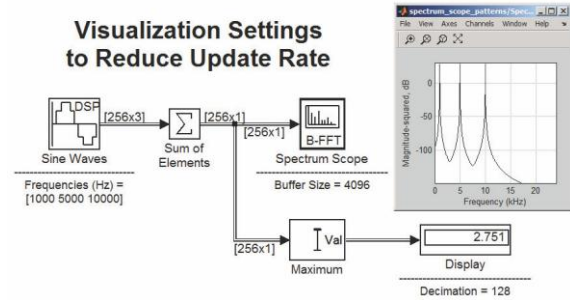 Visualization Settings
to Reduce Update Rate
DSP
[256x3]
[256x1]
[256x1]
B-FFT
Sine Waves
Sum of
Elements
Spectrum Scope
Frequencies (Hz) =
[1000 5000 10000]
Buffer Size = 4096
[256x1]
Val
Maximum
2.751
Display
Decimation = 128
spectrum_scope_patterns/Spec...
File View Axes Channels Window Help
Magnitude-squared, dB
0
-50
-100
0 5 10 15 20
Frequency (kHz)